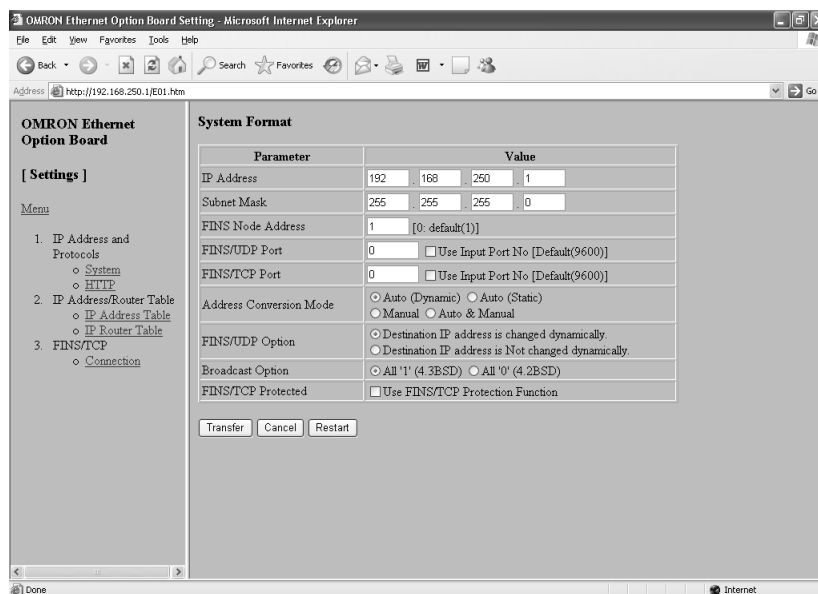 OMRON Ethernet Option Board Setting - Microsoft Internet Explorer
File Edit View Favorites Tools Help
Back Search Favorites
Address http://192.168.250.1/E01.htm Go
OMRON Ethernet
Option Board
[ Settings ]
Menu
1. IP Address and
Protocols
System
HTTP
2. IP Address/Router Table
IP Address Table
IP Router Table
3. FINS/TCP
Connection
System Format
Parameter Value
IP Address 192 . 168 . 250 . 1
Subnet Mask 255 . 255 . 255 . 0
FINS Node Address 1 [0: default(1)]
FINS/UDP Port 0 Use Input Port No [Default(9600)]
FINS/TCP Port 0 Use Input Port No [Default(9600)]
Address Conversion Mode Auto (Dynamic) Auto (Static)
Manual Auto & Manual
FINS/UDP Option Destination IP address is changed dynamically.
Destination IP address is Not changed dynamically.
Broadcast Option All '1' (4.3BSD) All '0' (4.2BSD)
FINS/TCP Protected Use FINS/TCP Protection Function
Transfer Cancel Restart
Done Internet